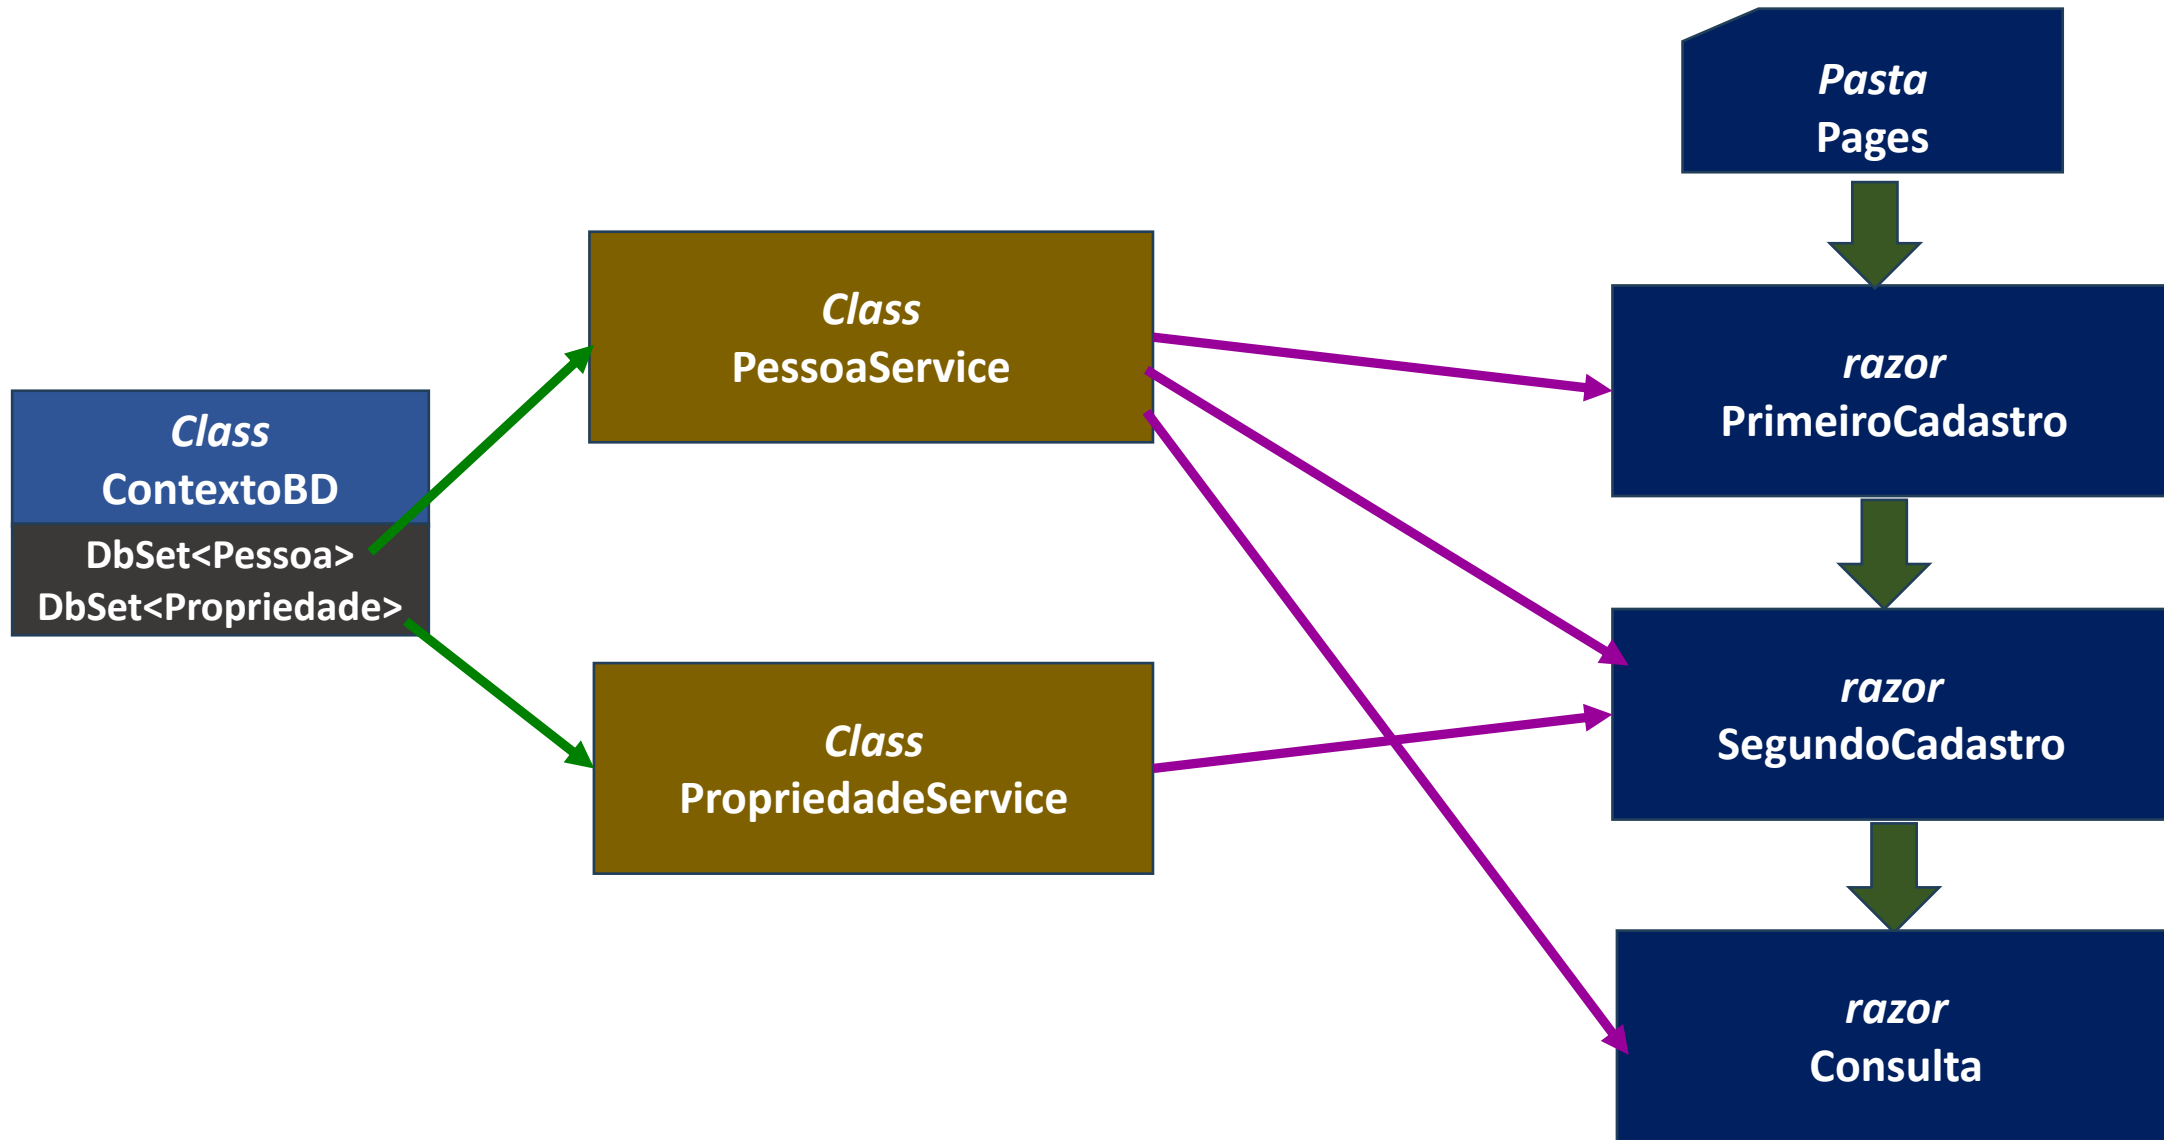 Pasta
Pages
Class
PessoaService
razor
PrimeiroCadastro
Class
ContextoBD
DbSet<Pessoa>
DbSet<Propriedade>
Class
PropriedadeService
razor
SegundoCadastro
razor
Consulta